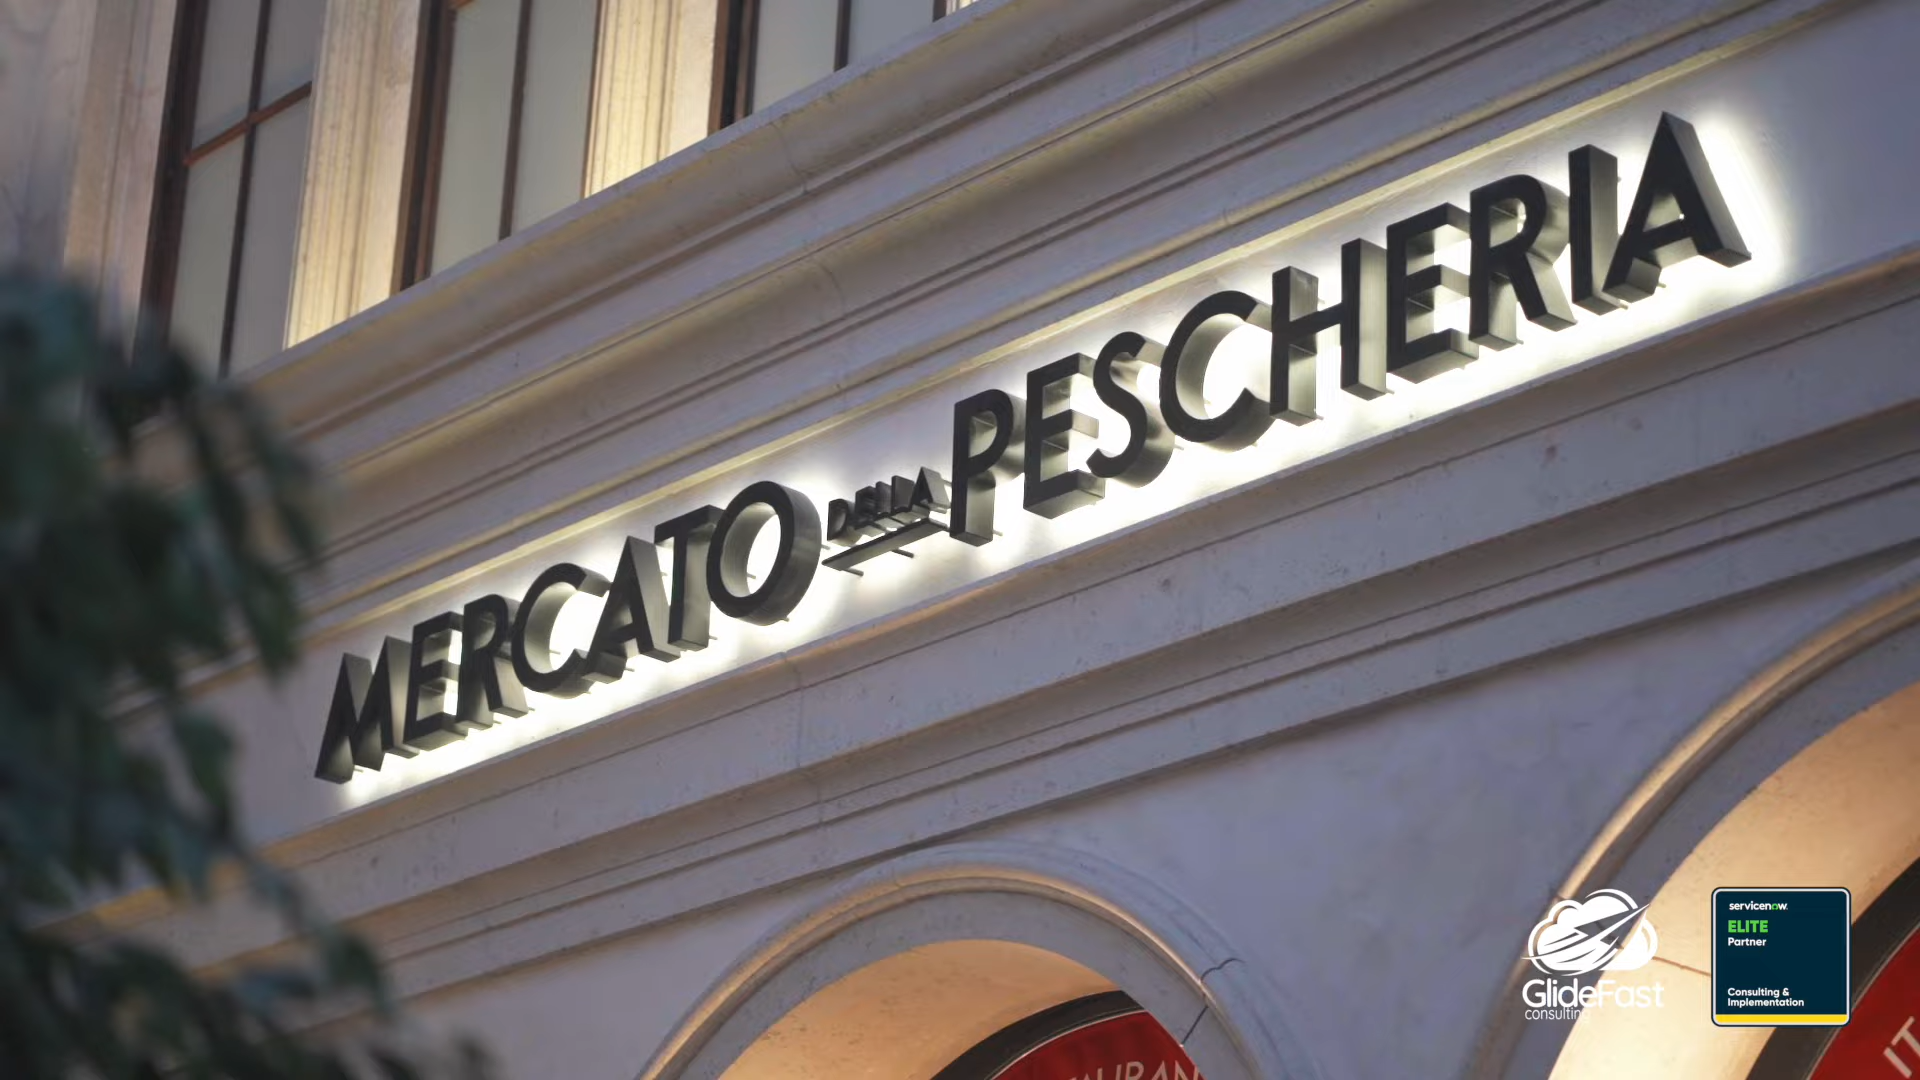 MERCATO DELLA PESCHERIA
GlideFast
consulting
servicenow
ELITE
Partner
Consulting &
Implementation